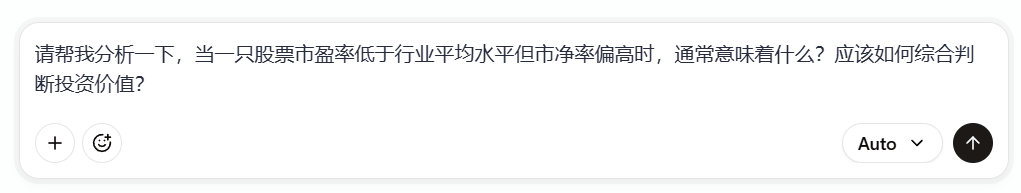 请帮我分析一下，当一只股票市盈率低于行业平均水平但市净率偏高时，通常意味着什么？应该如何综合判
断投资价值？
Auto